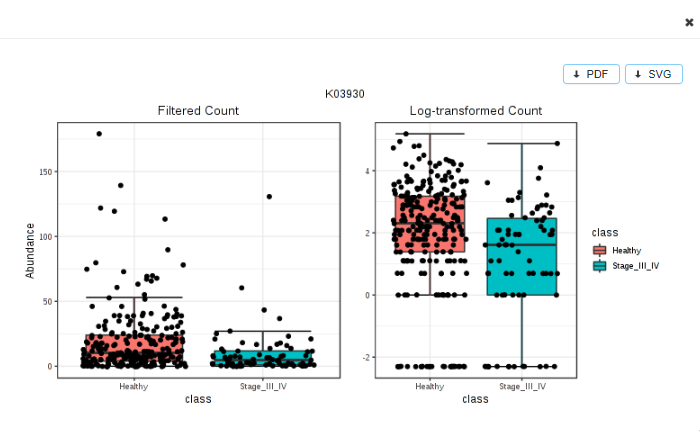 ✖
PDF
SVG
K03930
Filtered Count
Log-transformed Count
Abundance
150
100
50
0
Healthy
Stage_III_IV
class
4
2
0
-2
Healthy
Stage_III_IV
class
class
Healthy
Stage_III_IV